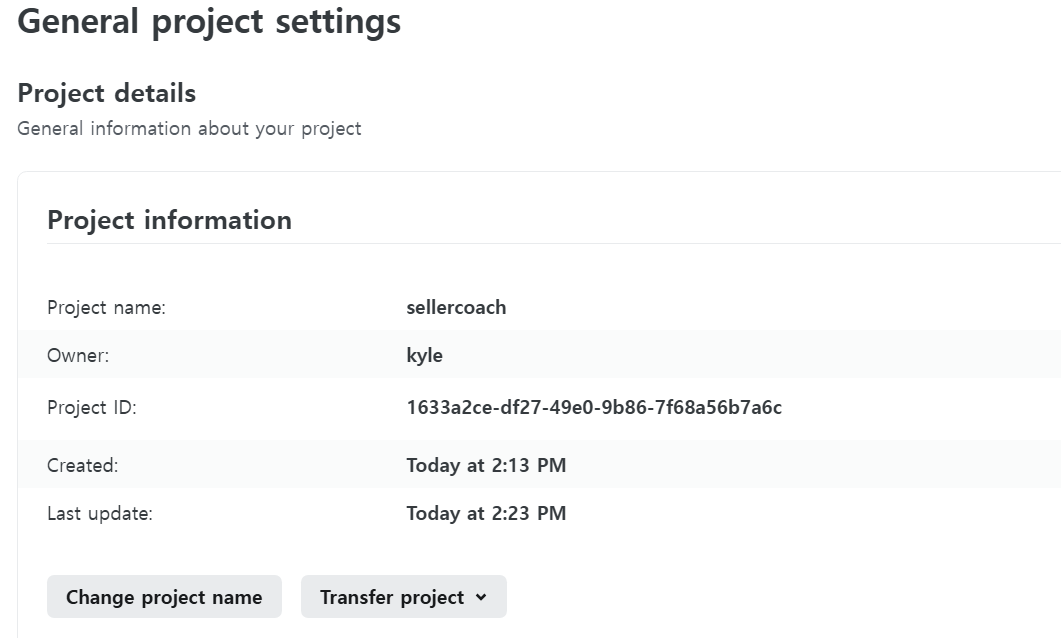 General project settings
Project details
General information about your project
Project information
Project name: sellercoach
Owner: kyle
Project ID: 1633a2ce-df27-49e0-9b86-7f68a56b7a6c
Created: Today at 2:13 PM
Last update: Today at 2:23 PM
Change project name Transfer project